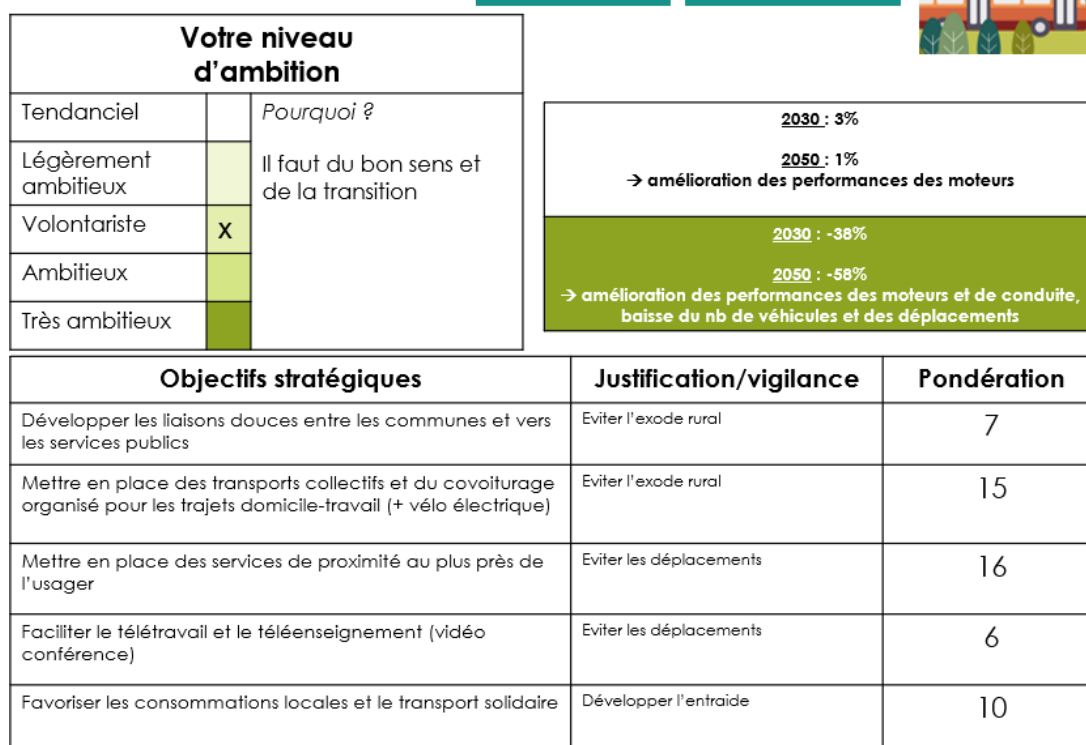 Votre niveau
d'ambition
Tendanciel
Pourquoi ?
Légèrement
ambitieux
Il faut du bon sens et
de la transition
Volontariste
X
Ambitieux
Très ambitieux
2030 : 3%
2050 : 1%
→ amélioration des performances des moteurs
2030 : -38%
2050 : -58%
→ amélioration des performances des moteurs et de conduite,
baisse du nb de véhicules et des déplacements
Objectifs stratégiques
Justification/vigilance
Pondération
Développer les liaisons douces entre les communes et vers
les services publics
Eviter l'exode rural
7
Mettre en place des transports collectifs et du covoiturage
organisé pour les trajets domicile-travail (+ vélo électrique)
Eviter l'exode rural
15
Mettre en place des services de proximité au plus près de
l'usager
Eviter les déplacements
16
Faciliter le télétravail et le téléenseignement (vidéo
conférence)
Eviter les déplacements
6
Favoriser les consommations locales et le transport solidaire
Développer l'entraide
10